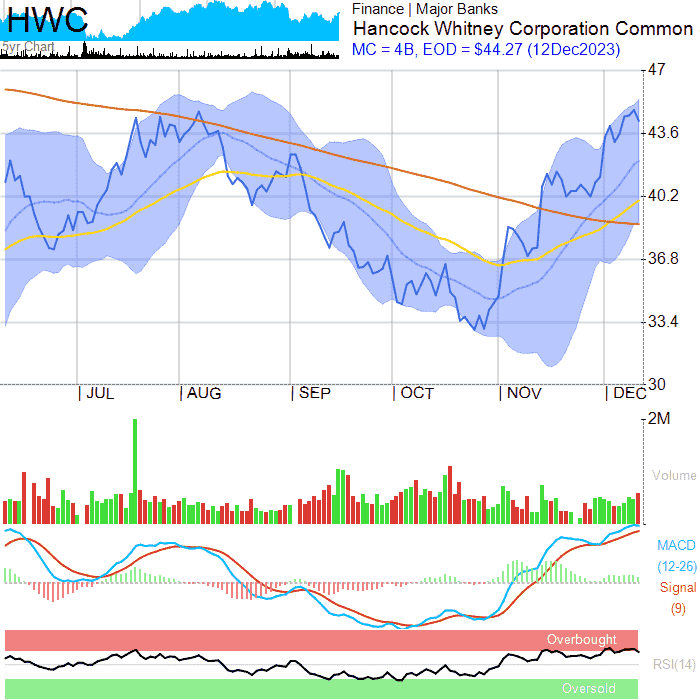 HWC
5yr Chart
Finance | Major Banks
Hancock Whitney Corporation Common
MC = 4B, EOD = $44.27 (12Dec2023)
47
43.6
40.2
36.8
33.4
30
| JUL | AUG | SEP | OCT | NOV | DEC
2M
Volume
MACD
(12-26)
Signal
(9)
Overbought
RSI(14)
Oversold